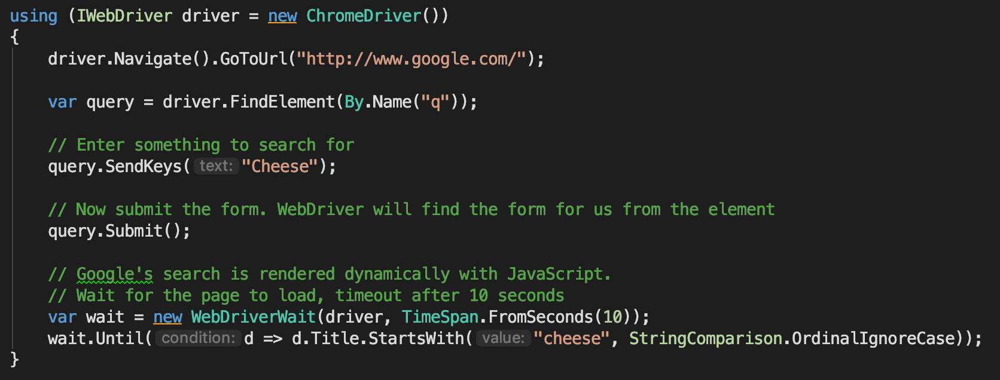 using (IWebDriver driver = new ChromeDriver())
{
driver.Navigate().GoToUrl("http://www.google.com/");
var query = driver.FindElement(By.Name("q"));
// Enter something to search for
query.SendKeys( text: "Cheese");
// Now submit the form. WebDriver will find the form for us from the element
query.Submit();
// Google's search is rendered dynamically with JavaScript.
// Wait for the page to load, timeout after 10 seconds
var wait = new WebDriverWait(driver, TimeSpan.FromSeconds(10));
wait.Until( condition: d => d.Title.StartsWith( value: "cheese", StringComparison.OrdinalIgnoreCase));
}